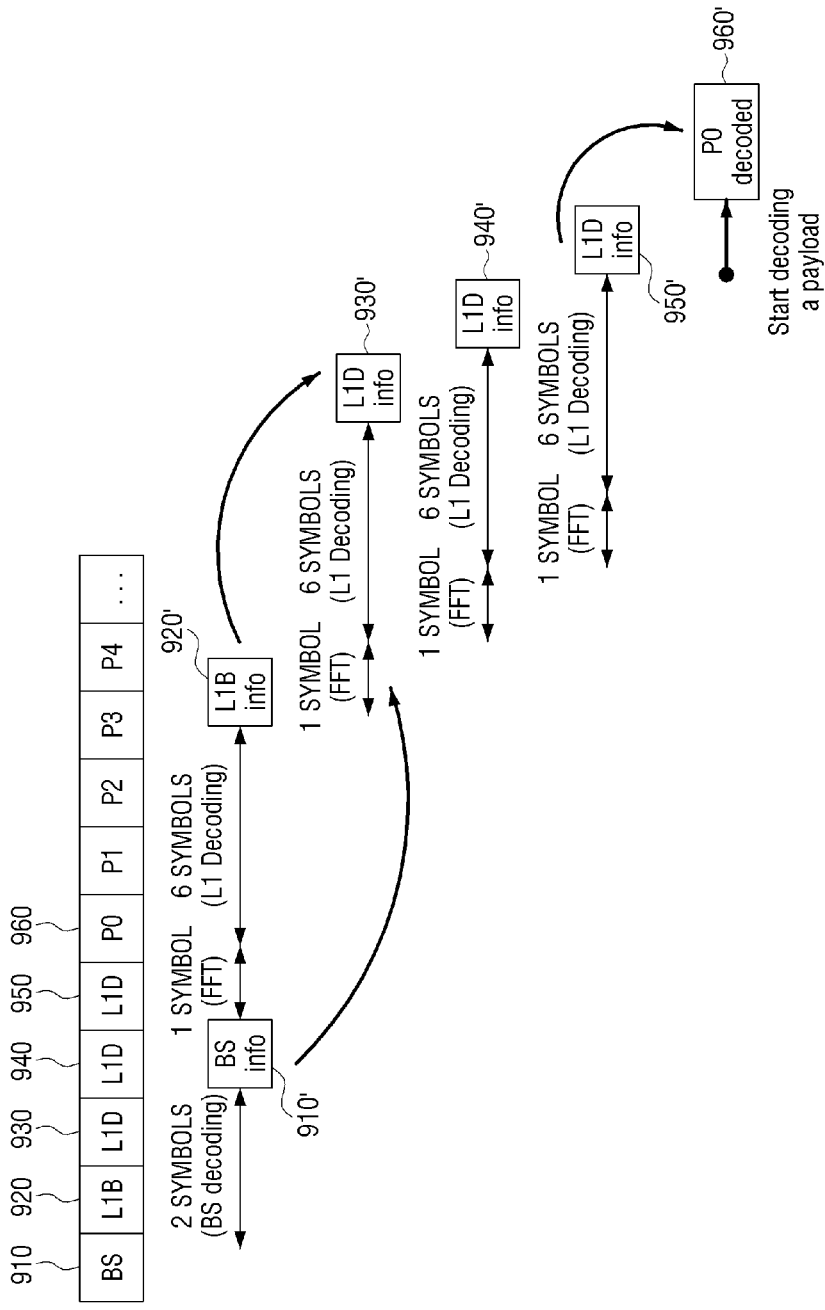 910 920 930 940 950 960
BS L1B L1D L1D L1D P0 P1 P2 P3 P4 ...
2 SYMBOLS
(BS decoding)
BS
info
910'
1 SYMBOL
(FFT)
6 SYMBOLS
(L1 Decoding)
L1B
info
920'
1 SYMBOL
(FFT)
6 SYMBOLS
(L1 Decoding)
L1D
info
930'
1 SYMBOL
(FFT)
6 SYMBOLS
(L1 Decoding)
L1D
info
940'
1 SYMBOL
(FFT)
6 SYMBOLS
(L1 Decoding)
L1D
info
950'
P0
decoded
960'
Start decoding
a payload